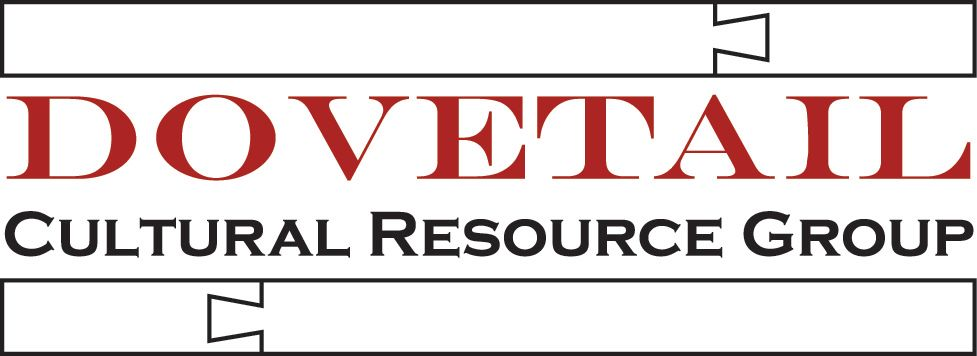 DOVETAIL
CULTURAL RESOURCE GROUP